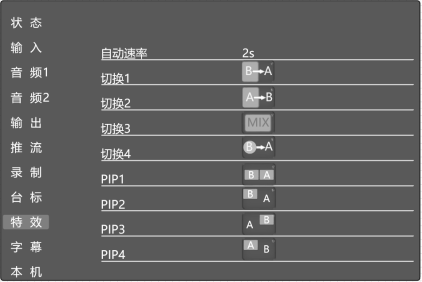 状 态
输 入
音 频1
音 频2
输 出
推 流
录 制
台 标
特 效
字 幕
本 机
自动速率 2s
切换1 B→A
切换2 A→B
切换3 MIX
切换4 B→A
PIP1 B A
PIP2 B A
PIP3 A B
PIP4 A B